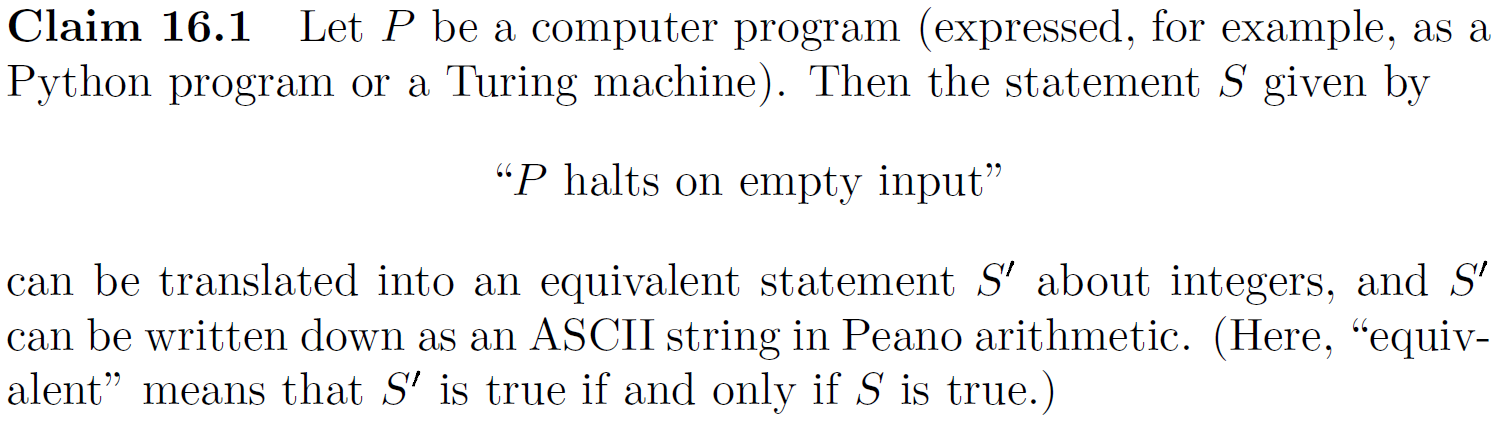 Claim 16.1 Let P be a computer program (expressed, for example, as a
Python program or a Turing machine). Then the statement S given by
“P halts on empty input”
can be translated into an equivalent statement S′ about integers, and S′
can be written down as an ASCII string in Peano arithmetic. (Here, “equiv-
alent” means that S′ is true if and only if S is true.)